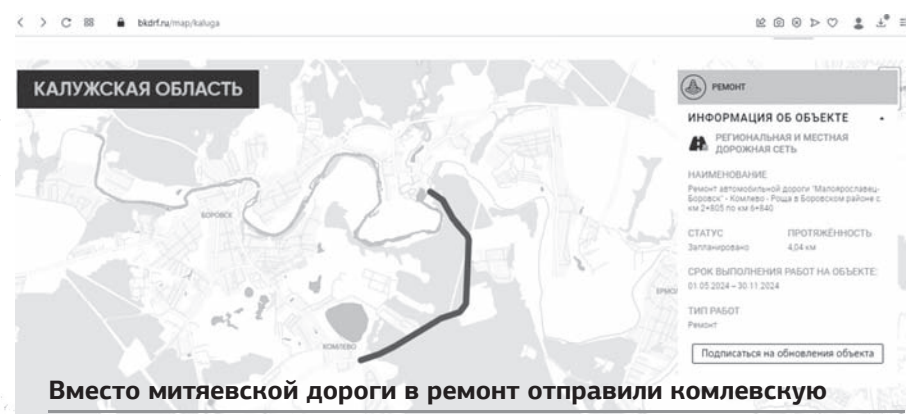 bkdrf.ru/map/kaluga
КАЛУЖСКАЯ ОБЛАСТЬ
РЕМОНТ
ИНФОРМАЦИЯ ОБ ОБЪЕКТЕ
РЕГИОНАЛЬНАЯ И МЕСТНАЯ
ДОРОЖНАЯ СЕТЬ
НАИМЕНОВАНИЕ
Ремонт автомобильной дороги "Малоярославец-
Боровск" - Комлево - Роща в Боровском районе с
км 2+805 по км 6+840
СТАТУС ПРОТЯЖЁННОСТЬ
Запланировано 4,04 км
СРОК ВЫПОЛНЕНИЯ РАБОТ НА ОБЪЕКТЕ:
01.05.2024 – 30.11.2024
ТИП РАБОТ
Ремонт
Подписаться на обновления объекта
БОРОВСК
КОМЛЕВО
Вместо митяевской дороги в ремонт отправили комлевскую